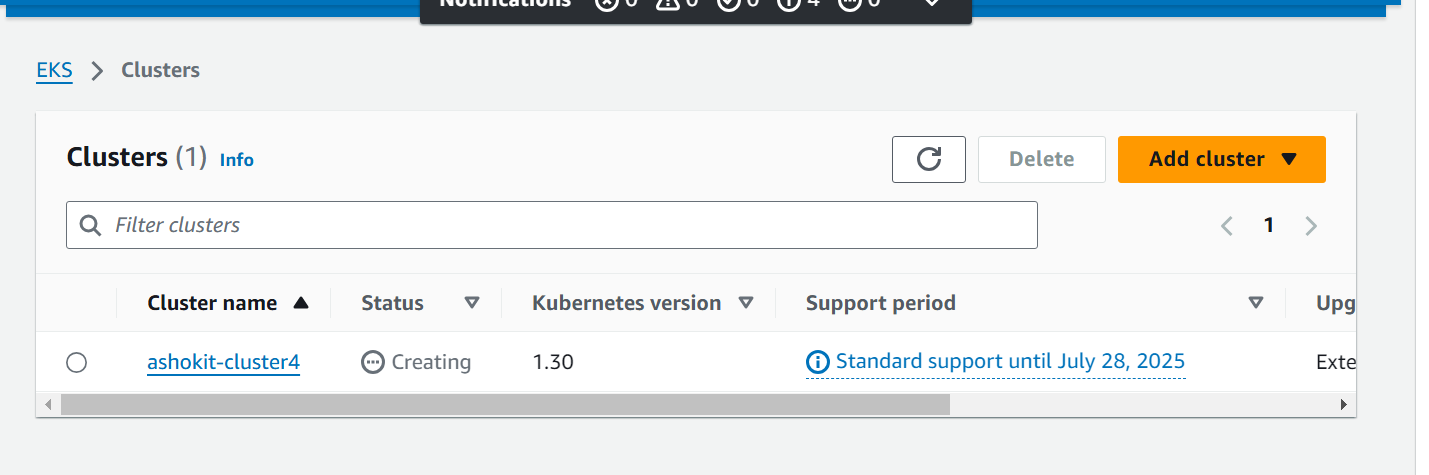 Notifications 0 0 0 4 0
EKS Clusters
Clusters (1) Info
Delete
Add cluster
Filter clusters
1
Cluster name Status Kubernetes version Support period Upg
ashokit-cluster4 Creating 1.30 Standard support until July 28, 2025 Exte